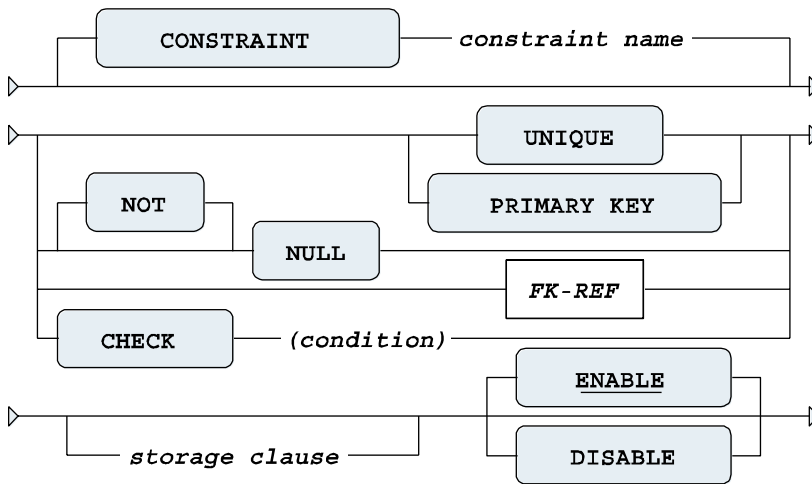 CONSTRAINT constraint name
UNIQUE
PRIMARY KEY
NOT
NULL
FK-REF
CHECK (condition)
ENABLE
storage clause
DISABLE